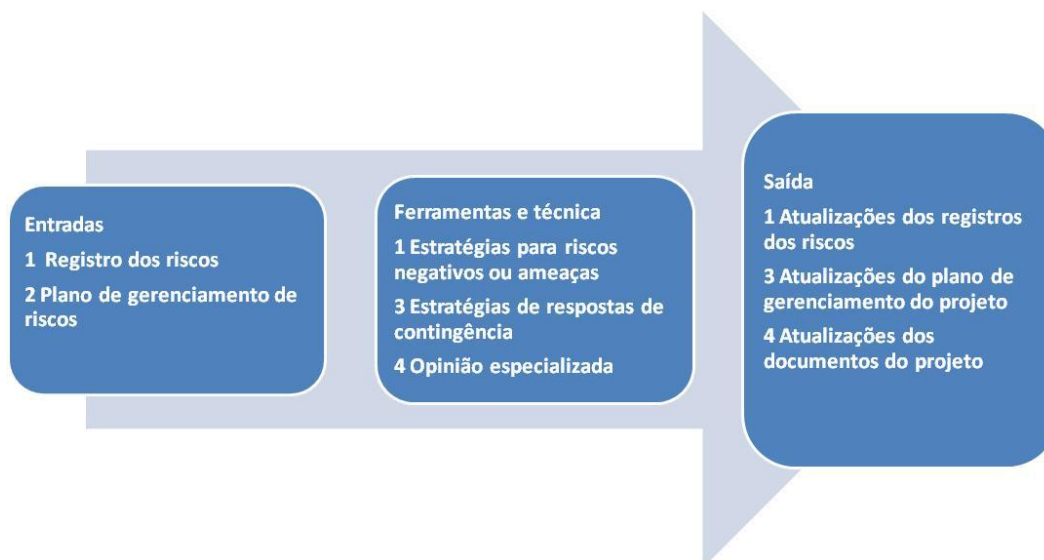 Entradas
1 Registro dos riscos
2 Plano de gerenciamento de
riscos
Ferramentas e técnica
1 Estratégias para riscos
negativos ou ameaças
3 Estratégias de respostas de
contingência
4 Opinião especializada
Saída
1 Atualizações dos registros
dos riscos
3 Atualizações do plano de
gerenciamento do projeto
4 Atualizações dos
documentos do projeto